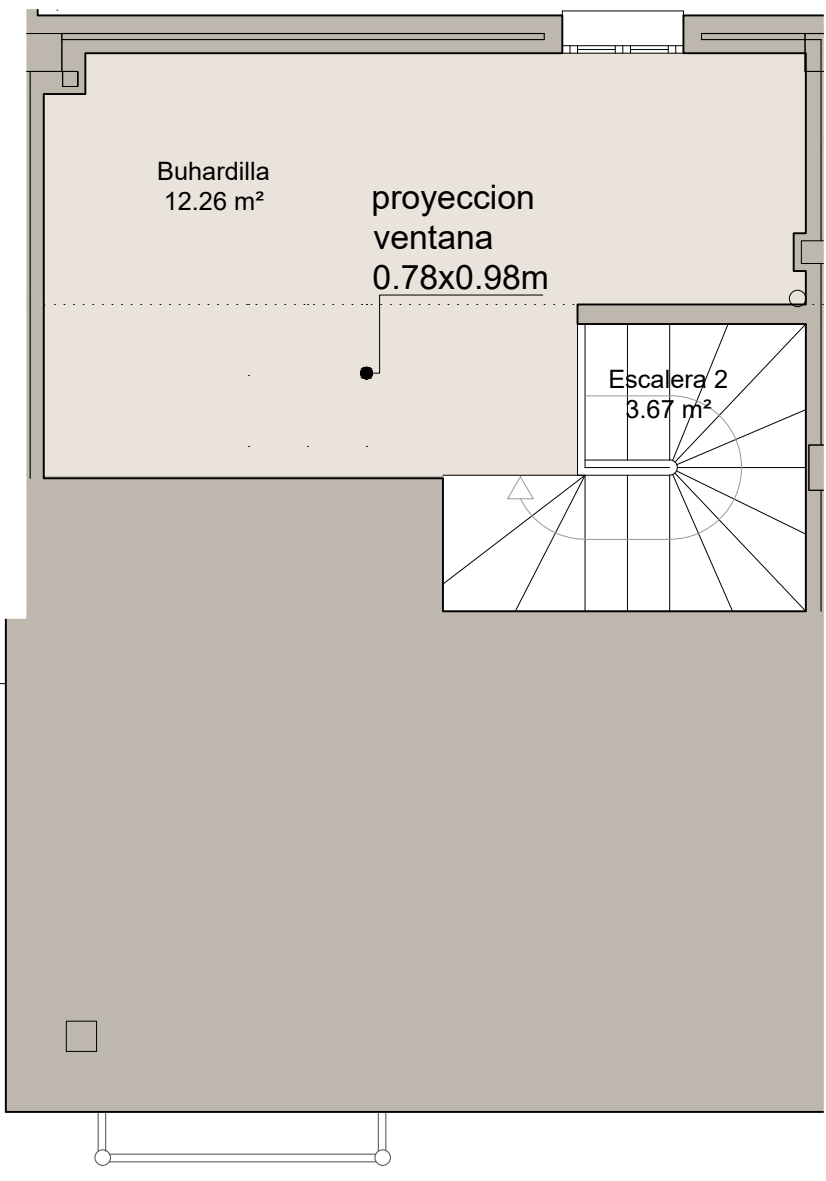 Buhardilla
12.26 m²
proyeccion
ventana
0.78x0.98m
Escalera 2
3.67 m²